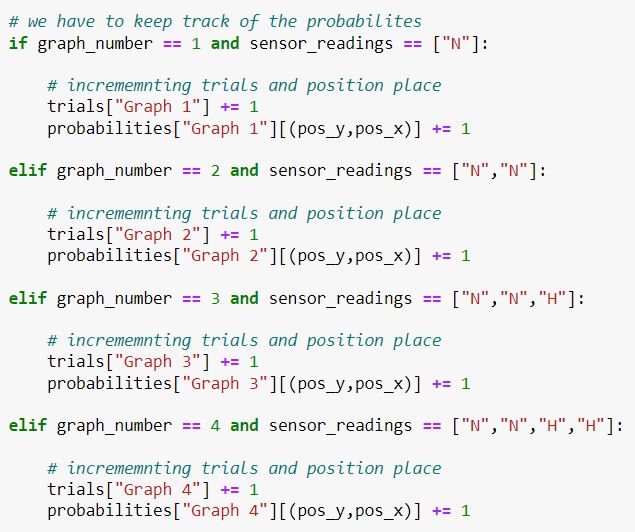 # we have to keep track of the probabilites
if graph_number == 1 and sensor_readings == ["N"]:
# incrememnting trials and position place
trials["Graph 1"] += 1
probabilities["Graph 1"][(pos_y,pos_x)] += 1
elif graph_number == 2 and sensor_readings == ["N","N"]:
# incrememnting trials and position place
trials["Graph 2"] += 1
probabilities["Graph 2"][(pos_y,pos_x)] += 1
elif graph_number == 3 and sensor_readings == ["N","N","H"]:
# incrememnting trials and position place
trials["Graph 3"] += 1
probabilities["Graph 3"][(pos_y,pos_x)] += 1
elif graph_number == 4 and sensor_readings == ["N","N","H","H"]:
# incrememnting trials and position place
trials["Graph 4"] += 1
probabilities["Graph 4"][(pos_y,pos_x)] += 1